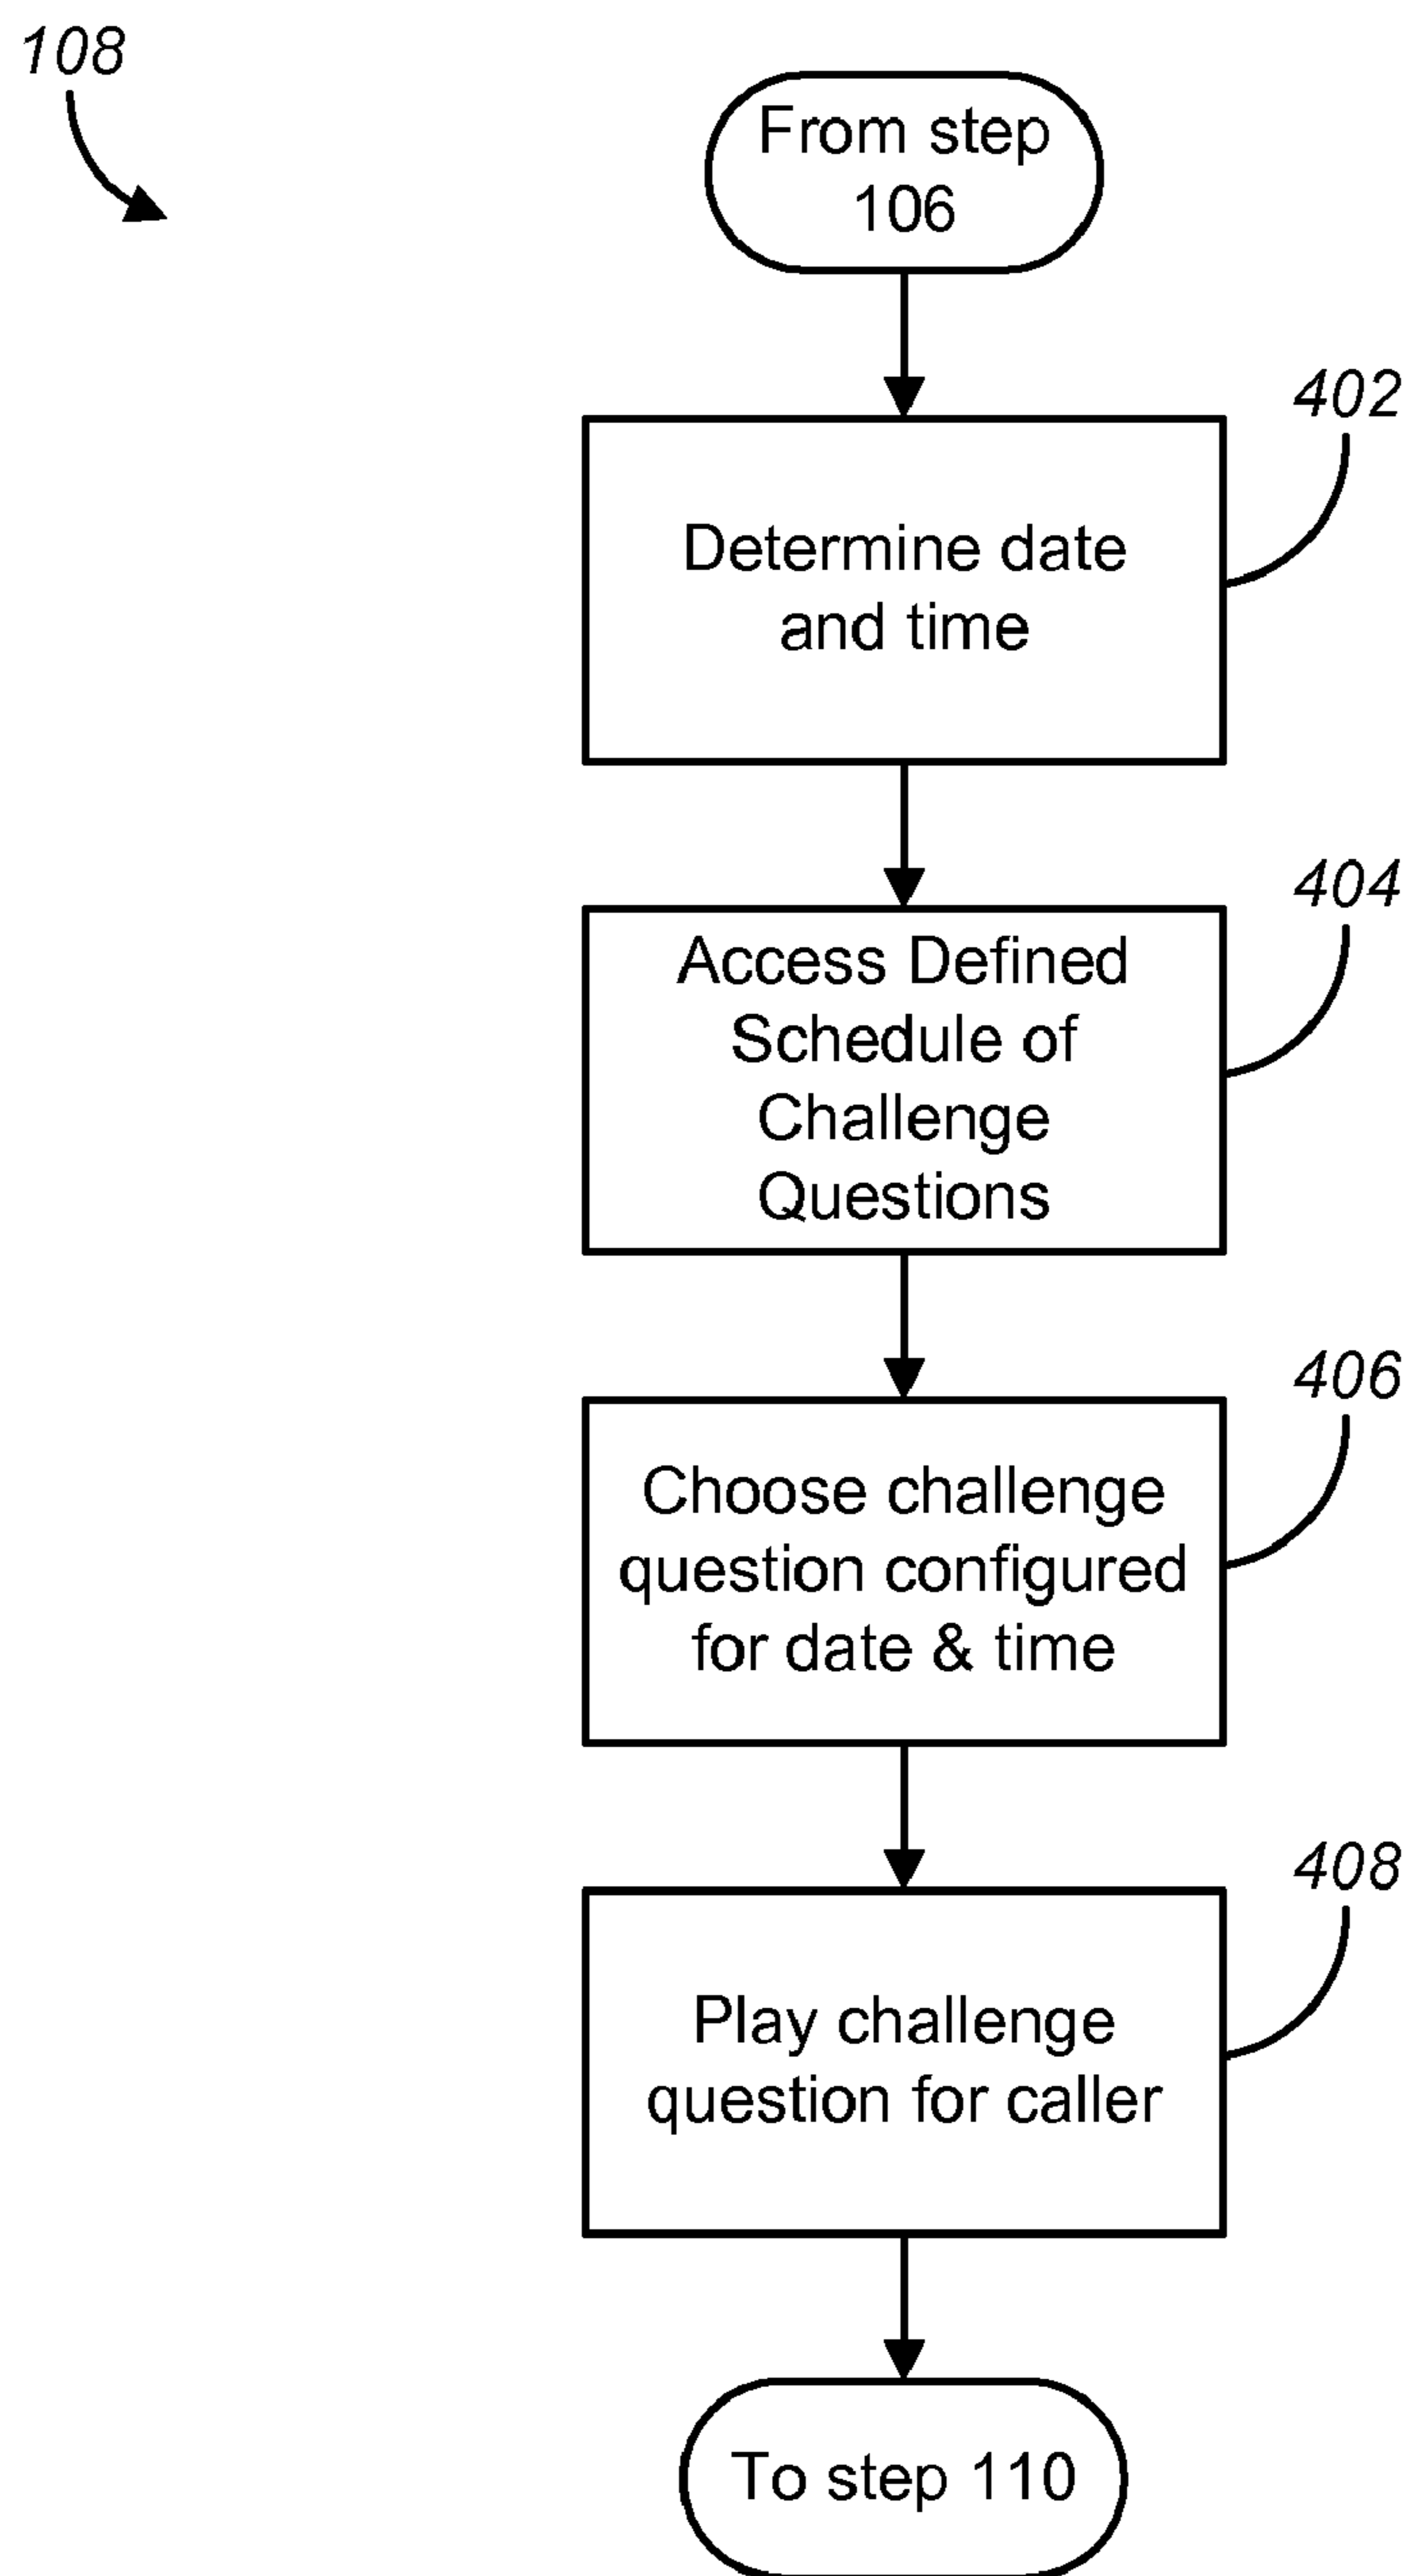 108
From step
106
402
Determine date
and time
404
Access Defined
Schedule of
Challenge
Questions
406
Choose challenge
question configured
for date & time
408
Play challenge
question for caller
To step 110